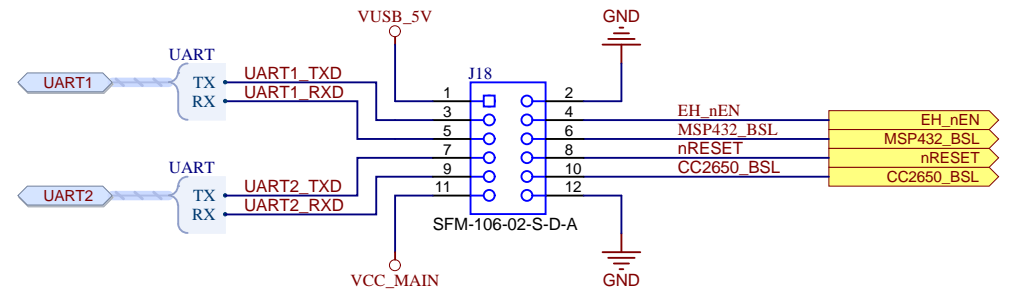 VUSB_5V
GND
UART
J18
UART1
TX
UART1_TXD
1
2
RX
UART1_RXD
3
4
EH_nEN
EH_nEN
5
6
MSP432_BSL
MSP432_BSL
7
8
nRESET
nRESET
UART
9
10
CC2650_BSL
CC2650_BSL
UART2
TX
UART2_TXD
11
12
RX
UART2_RXD
SFM-106-02-S-D-A
VCC_MAIN
GND